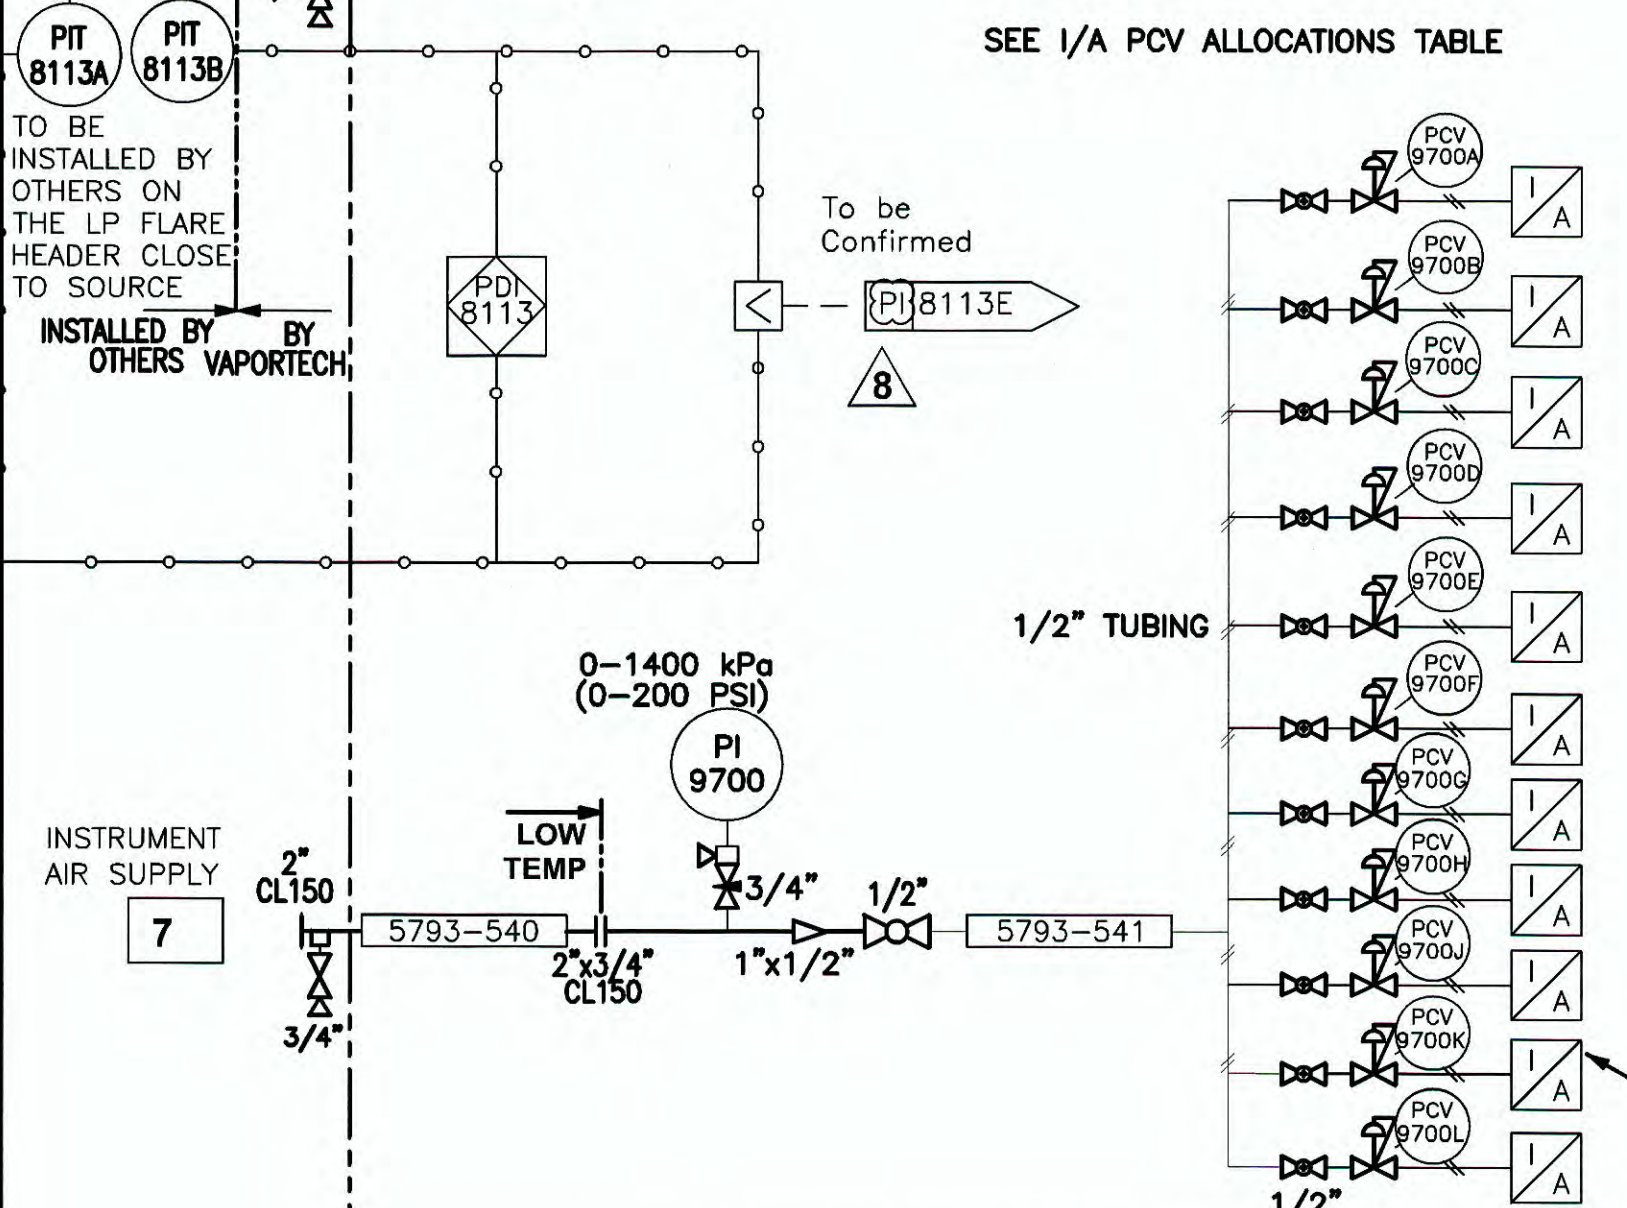 PIT
8113A
PIT
8113B
TO BE
INSTALLED BY
OTHERS ON
THE LP FLARE
HEADER CLOSE
TO SOURCE
INSTALLED BY
OTHERS
BY
VAPORTECH
PDI
8113
<
To be
Confirmed
PI 8113E
8
SEE I/A PCV ALLOCATIONS TABLE
PCV
9700A
I
A
PCV
9700B
I
A
PCV
9700C
I
A
PCV
9700D
I
A
PCV
9700E
I
A
PCV
9700F
I
A
PCV
9700G
I
A
PCV
9700H
I
A
PCV
9700J
I
A
PCV
9700K
I
A
PCV
9700L
I
A
1/2"
1/2" TUBING
0-1400 kPa
(0-200 PSI)
PI
9700
LOW
TEMP
INSTRUMENT
AIR SUPPLY
7
2"
CL150
3/4"
5793-540
2"x3/4"
CL150
3/4"
1"x1/2"
1/2"
5793-541